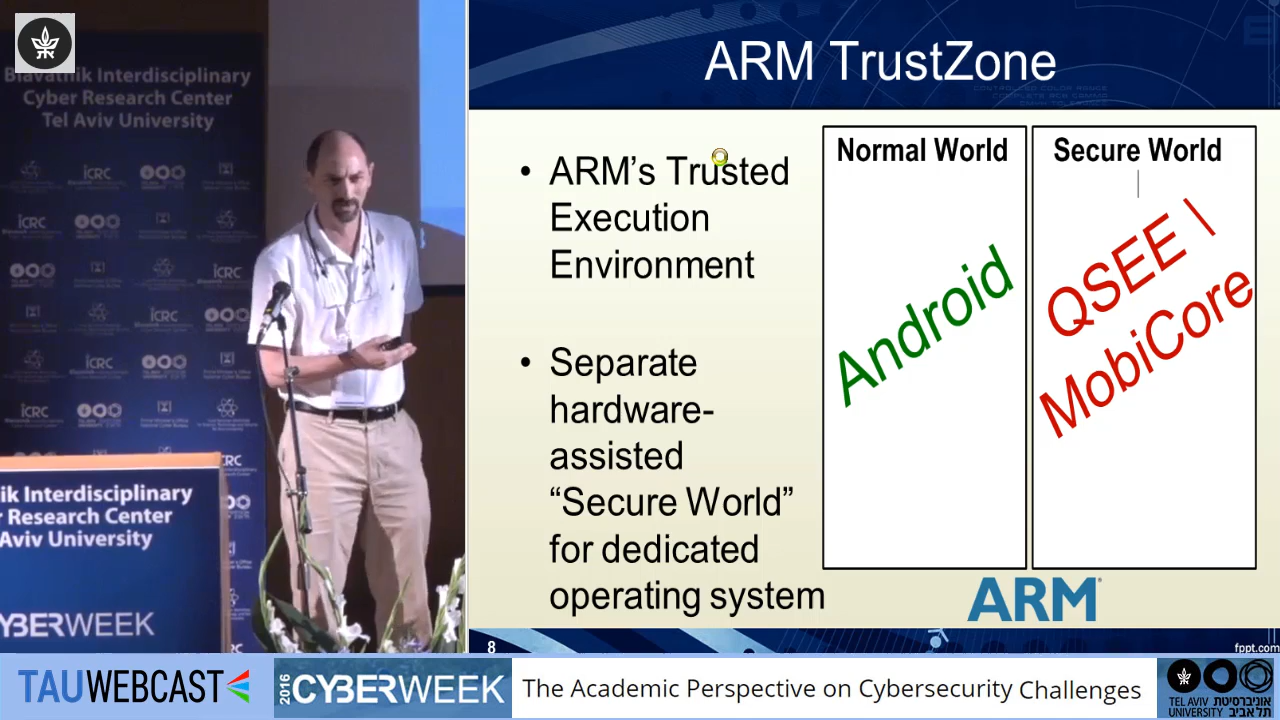 Blavatnik Interdisciplinary
Cyber Research Center
Tel Aviv University
ARM TrustZone
• ARM's Trusted
Execution
Environment
• Separate
hardware-
assisted
“Secure World”
for dedicated
operating system
Normal World
Android
Secure World
QSEE \
MobiCore
ARM
8
fppt.com
iCRC
nik Interdisciplinary
r Research Center
Aviv University
YBERWEEK
TAUWEBCAST
2016
CYBERWEEK
The Academic Perspective on Cybersecurity Challenges
TEL AVIV אוניברסיטת
UNIVERSITY תל אביב